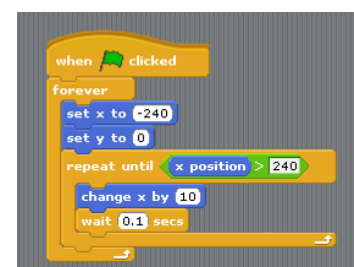 when clicked
forever
set x to -240
set y to 0
repeat until x position > 240
change x by 10
wait 0.1 secs